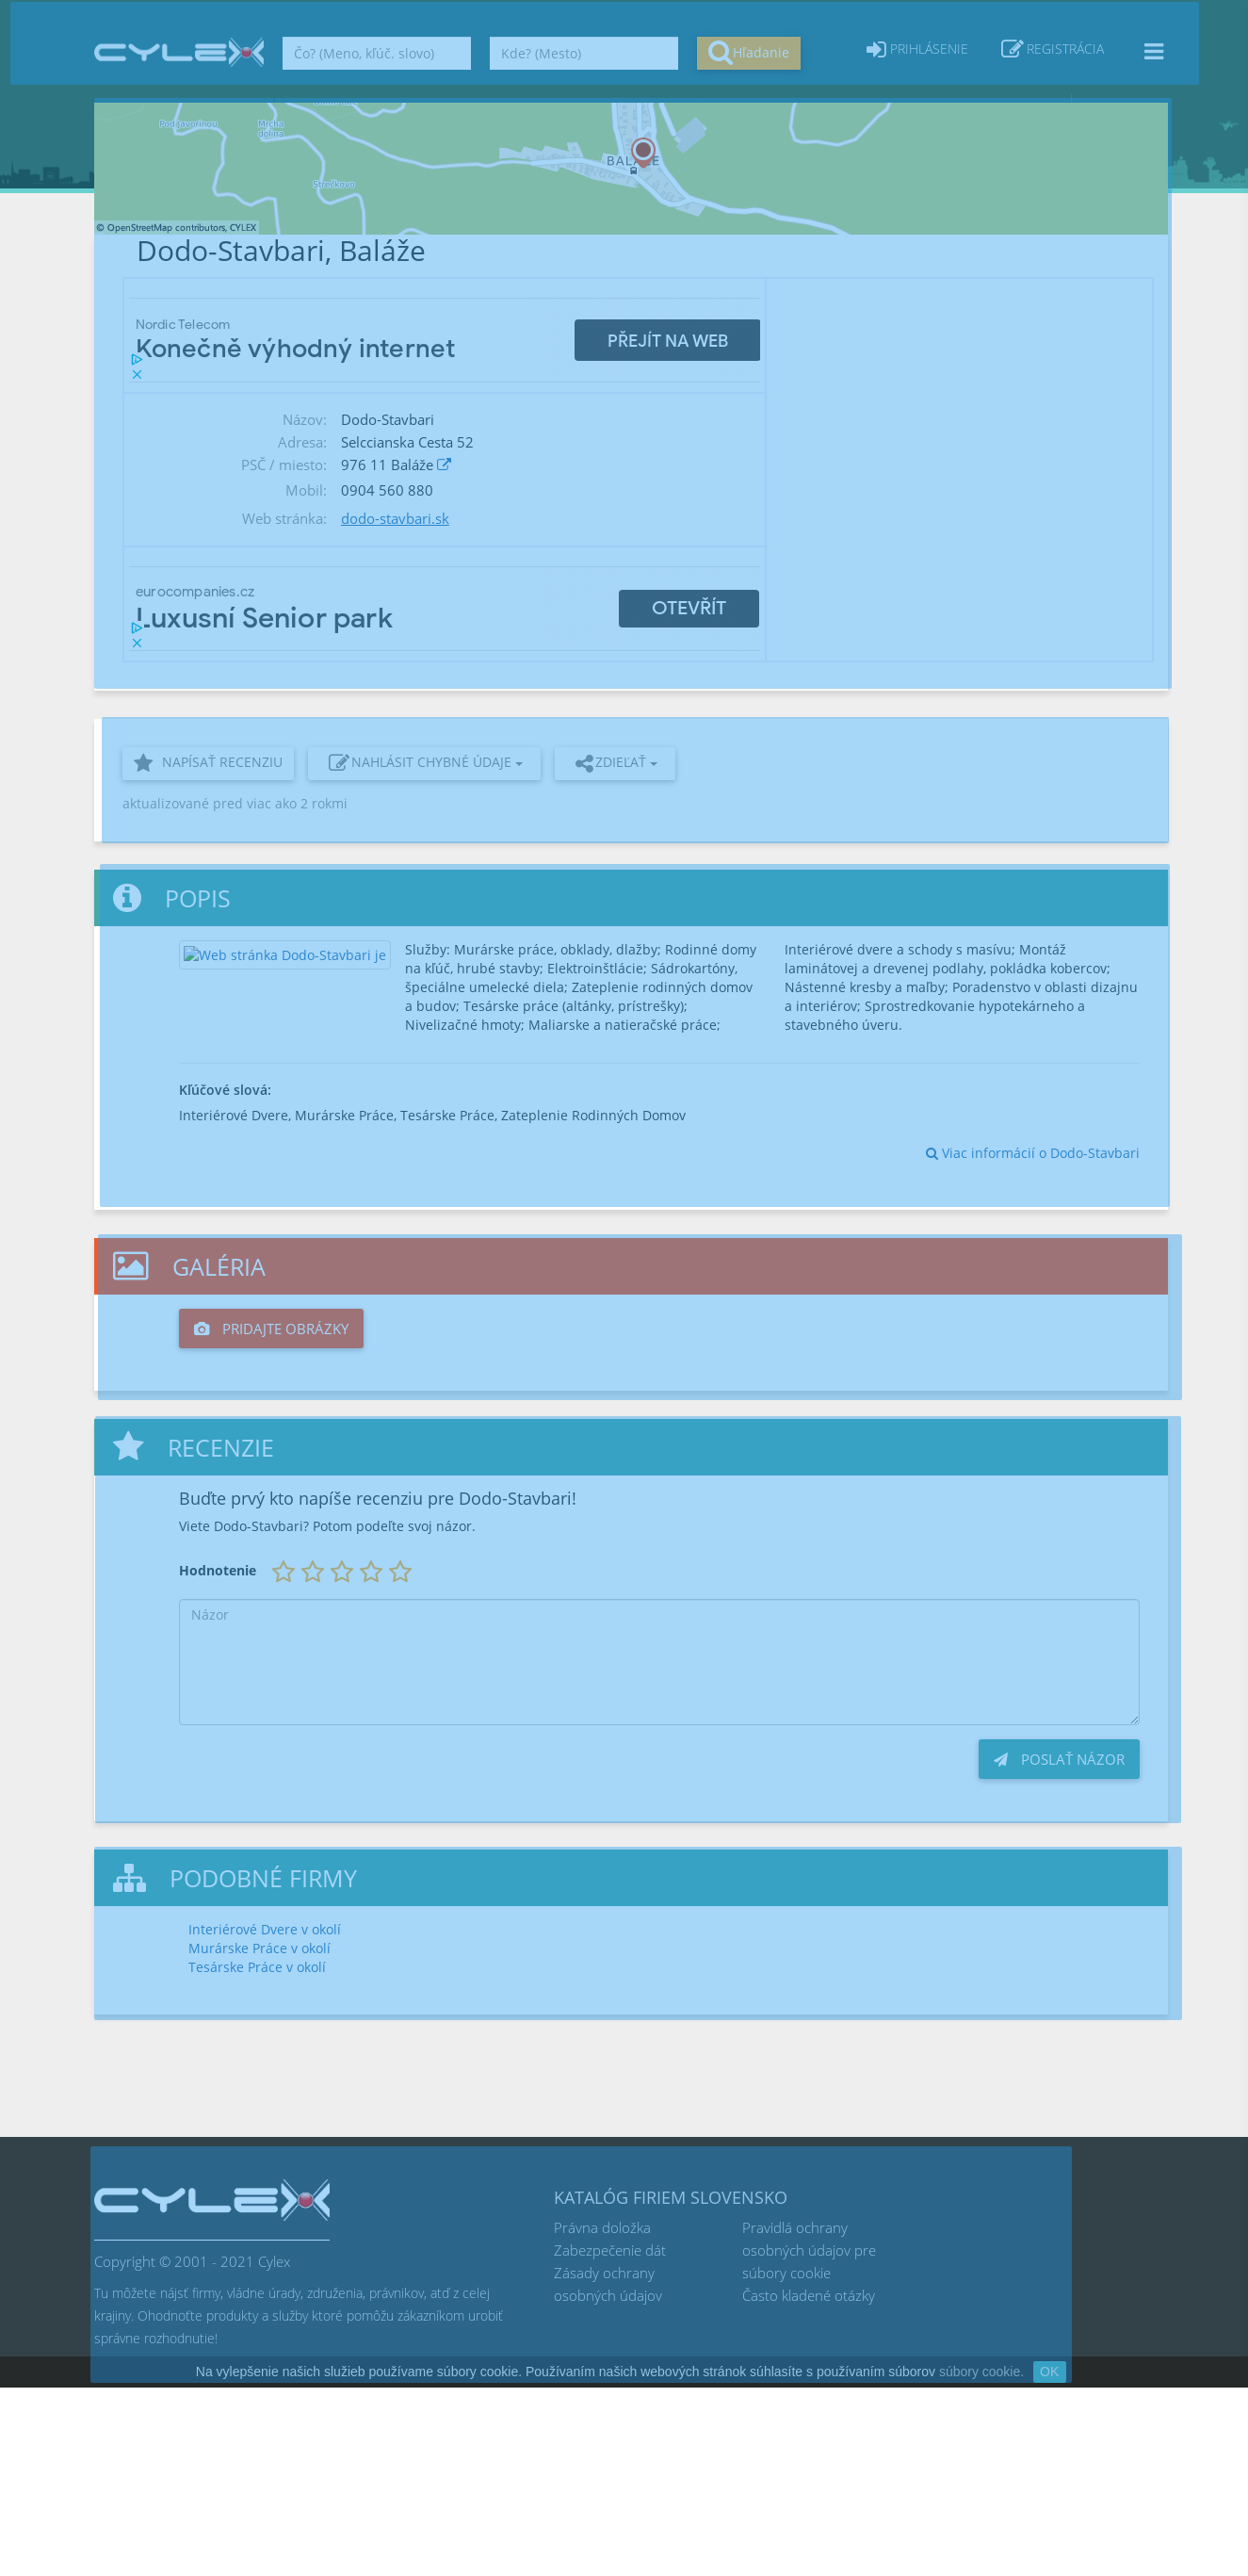 CYLEX
Čo? (Meno, kľúč. slovo)
Kde? (Mesto)
Hľadanie
PRIHLÁSENIE
REGISTRÁCIA
Pod Javorinou
Mŕcha
dolina
Strečkovo
BALÁŽE
© OpenStreetMap contributors, CYLEX
Dodo-Stavbari, Baláže
Nordic Telecom
Konečně výhodný internet
PŘEJÍT NA WEB
Názov: Dodo-Stavbari
Adresa: Selccianska Cesta 52
PSČ / miesto: 976 11 Baláže
Mobil: 0904 560 880
Web stránka: dodo-stavbari.sk
eurocompanies.cz
Luxusní Senior park
OTEVŘÍT
NAPÍSAŤ RECENZIU
NAHLÁSIT CHYBNÉ ÚDAJE
ZDIEĽAŤ
aktualizované pred viac ako 2 rokmi
POPIS
Web stránka Dodo-Stavbari je
Služby: Murárske práce, obklady, dlažby; Rodinné domy
na kľúč, hrubé stavby; Elektroinštlácie; Sádrokartóny,
špeciálne umelecké diela; Zateplenie rodinných domov
a budov; Tesárske práce (altánky, prístrešky);
Nivelizačné hmoty; Maliarske a natieračské práce;
Interiérové dvere a schody s masívu; Montáž
laminátovej a drevenej podlahy, pokládka kobercov;
Nástenné kresby a maľby; Poradenstvo v oblasti dizajnu
a interiérov; Sprostredkovanie hypotekárneho a
stavebného úveru.
Kľúčové slová:
Interiérové Dvere, Murárske Práce, Tesárske Práce, Zateplenie Rodinných Domov
Viac informácií o Dodo-Stavbari
GALÉRIA
PRIDAJTE OBRÁZKY
RECENZIE
Buďte prvý kto napíše recenziu pre Dodo-Stavbari!
Viete Dodo-Stavbari? Potom podeľte svoj názor.
Hodnotenie
Názor
POSLAŤ NÁZOR
PODOBNÉ FIRMY
Interiérové Dvere v okolí
Murárske Práce v okolí
Tesárske Práce v okolí
CYLEX
Copyright © 2001 - 2021 Cylex
Tu môžete nájsť firmy, vládne úrady, združenia, právnikov, atď z celej
krajiny. Ohodnoťte produkty a služby ktoré pomôžu zákazníkom urobiť
správne rozhodnutie!
KATALÓG FIRIEM SLOVENSKO
Právna doložka
Zabezpečenie dát
Zásady ochrany
osobných údajov
Pravidlá ochrany
osobných údajov pre
súbory cookie
Často kladené otázky
Na vylepšenie našich služieb používame súbory cookie. Používaním našich webových stránok súhlasíte s používaním súborov súbory cookie. OK